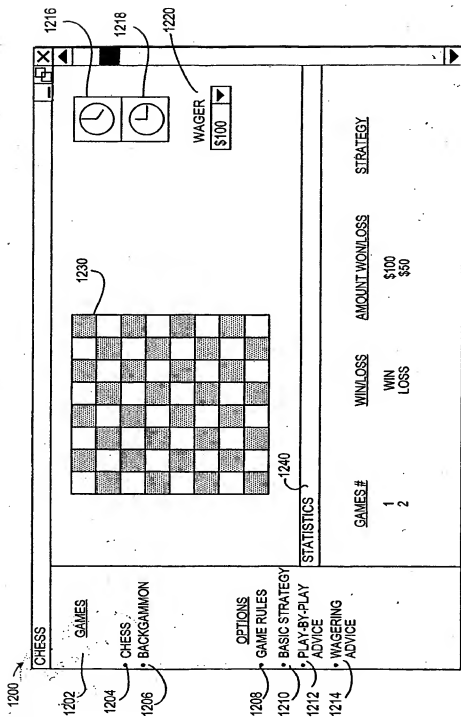 1200
CHESS
1202
GAMES
1204
• CHESS
1206
• BACKGAMMON
OPTIONS
1208
• GAME RULES
1210
• BASIC STRATEGY
1212
• PLAY-BY-PLAY
ADVICE
1214
• WAGERING
ADVICE
1230
1216
1218
1220
WAGER
$100
STATISTICS
1240
GAMES # WIN/LOSS AMOUNT WON/LOSS STRATEGY
1 WIN $100
2 LOSS $50